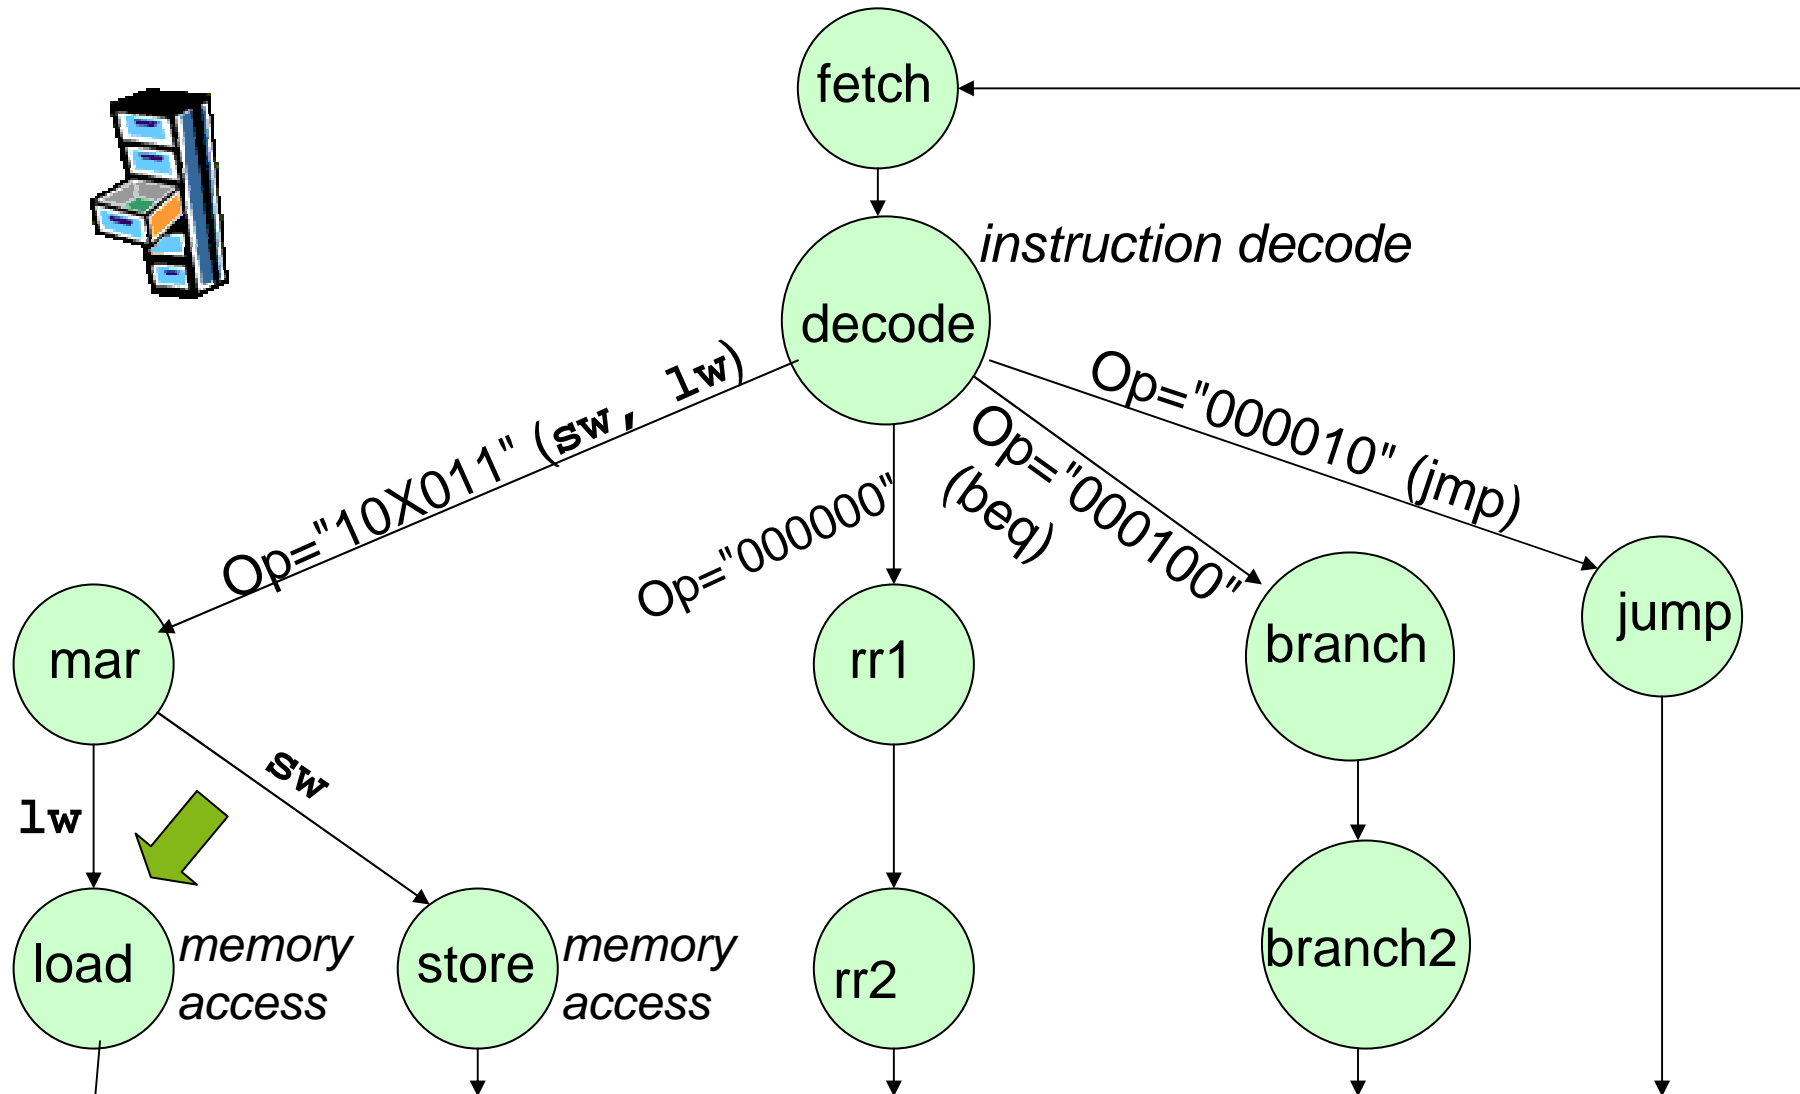 fetch
instruction decode
decode
Op="10X011" (sw, lw)
Op="000000"
Op="000100"
(beq)
Op="000010" (jmp)
mar
rr1
branch
jump
lw
sw
load
memory
access
store
memory
access
rr2
branch2